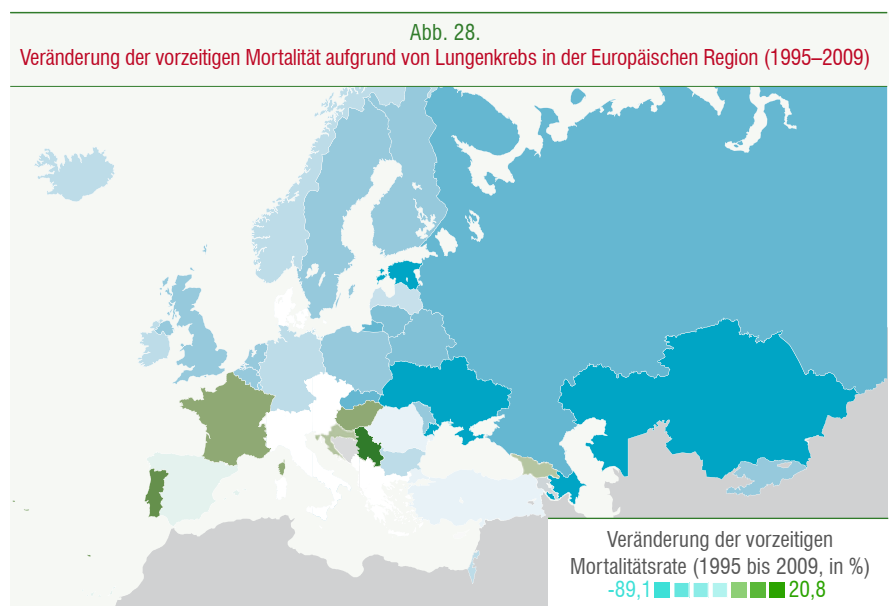 Abb. 28.
Veränderung der vorzeitigen Mortalität aufgrund von Lungenkrebs in der Europäischen Region (1995–2009)
Veränderung der vorzeitigen
Mortalitätsrate (1995 bis 2009, in %)
-89,1 20,8